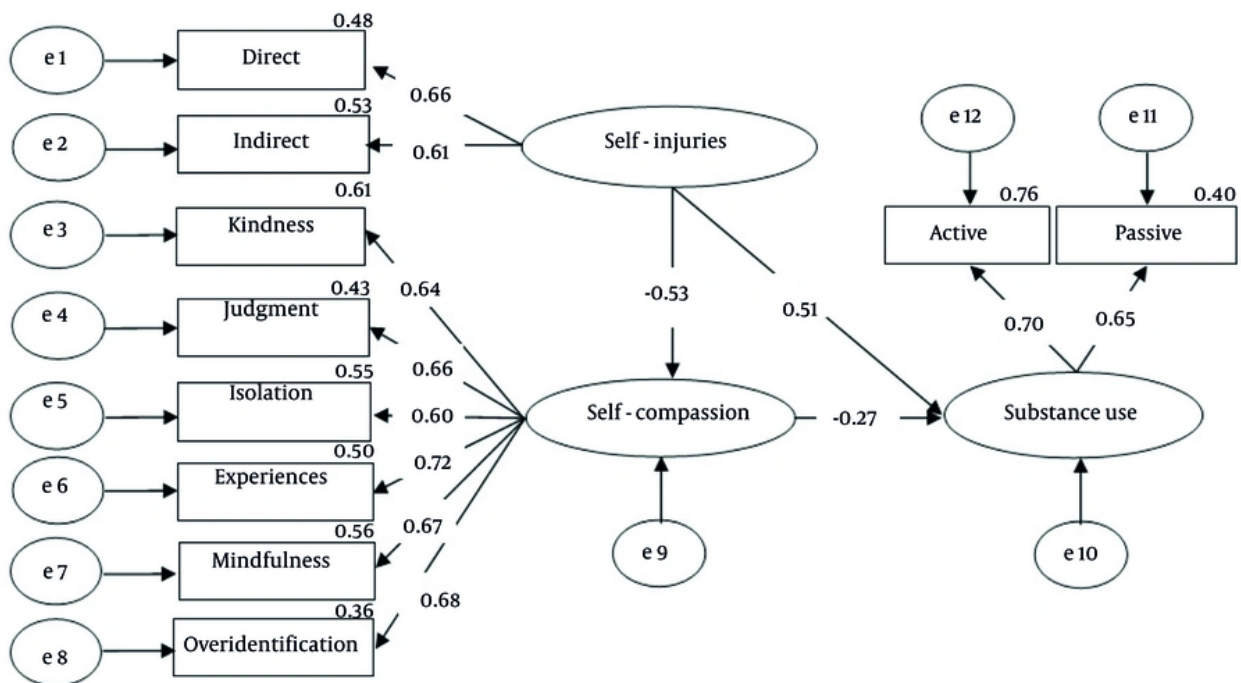 0.48
e 1
Direct
0.66
0.53
e 2
Indirect
0.61
Self - injuries
e 12
e 11
0.61
e 3
Kindness
0.76
0.40
Active
Passive
0.43
0.64
-0.53
e 4
Judgment
0.51
0.70
0.65
0.66
0.55
e 5
Isolation
0.60
Self - compassion
-0.27
Substance use
0.50
e 6
Experiences
0.72
0.56
0.67
e 7
Mindfulness
e 9
e 10
0.36
0.68
e 8
Overidentification